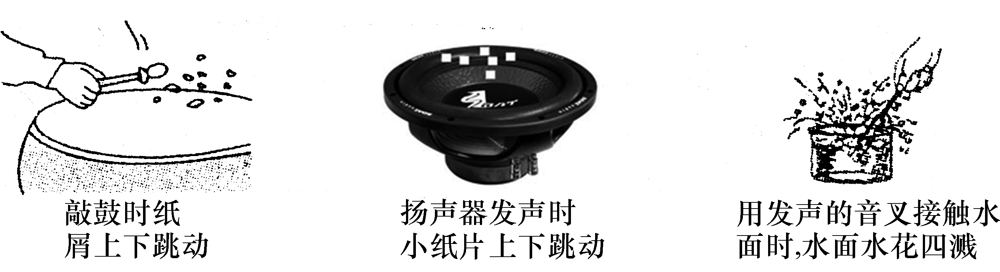 敲鼓时纸
屑上下跳动
扬声器发声时
小纸片上下跳动
用发声的音叉接触水
面时,水面水花四溅